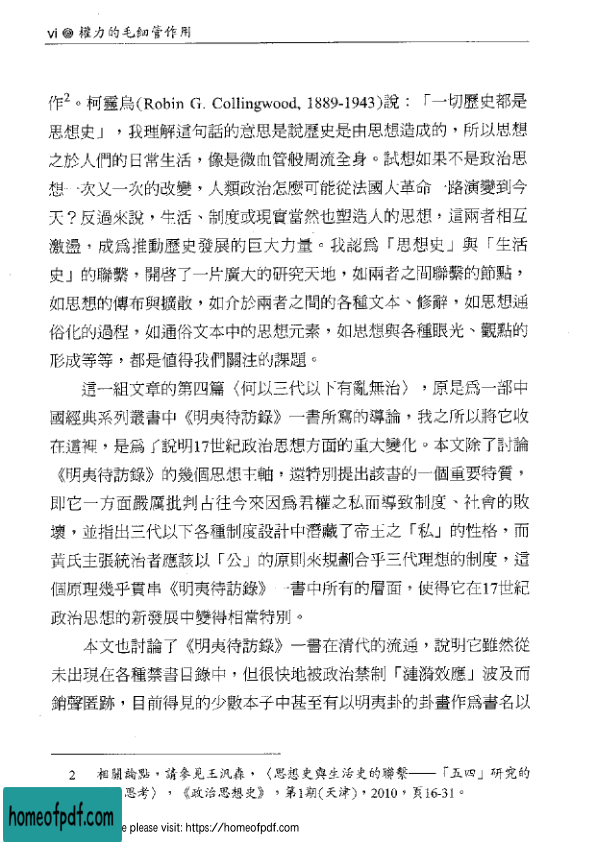 vi 權力的毛細管作用
作2。柯靈烏(Robin G. Collingwood, 1889-1943)說：「一切歷史都是
思想史」，我理解這句話的意思是說歷史是由思想造成的，所以思想
之於人們的日常生活，像是微血管般周流全身。試想如果不是政治思
想一次又一次的改變，人類政治怎麼可能從法國大革命一路演變到今
天？反過來說，生活、制度或現實當然也塑造人的思想，這兩者相互
激盪，成為推動歷史發展的巨大力量。我認為「思想史」與「生活
史」的聯繫，開啓了一片廣大的研究天地，如兩者之間聯繫的節點，
如思想的傳布與擴散，如介於兩者之間的各種文本、修辭，如思想通
俗化的過程，如通俗文本中的思想元素，如思想與各種眼光、觀點的
形成等等，都是值得我們關注的課題。
這一組文章的第四篇〈何以三代以下有亂無治〉，原是為一部中
國經典系列叢書中《明夷待訪錄》一書所寫的導論，我之所以將它收
在這裡，是為了說明17世紀政治思想方面的重大變化。本文除了討論
《明夷待訪錄》的幾個思想主軸，還特別提出該書的一個重要特質，
即它一方面嚴厲批判古往今來因為君權之私而導致制度、社會的敗
壞，並指出三代以下各種制度設計中潛藏了帝王之「私」的性格，而
黃氏主張統治者應該以「公」的原則來規劃合乎三代理想的制度，這
個原理幾乎貫串《明夷待訪錄》一書中所有的層面，使得它在17世紀
政治思想的新發展中變得相當特別。
本文也討論了《明夷待訪錄》一書在清代的流通，說明它雖然從
未出現在各種禁書目錄中，但很快地被政治禁制「漣漪效應」波及而
銷聲匿跡，目前得見的少數本子中甚至有以明夷卦的卦畫作為書名以
2 相關論點，請參見王汎森，〈思想史與生活史的聯繫——「五四」研究的
思考〉，《政治思想史》，第1期(天津)，2010，頁16-31。
homeofpdf.com
e please visit: https://homeofpdf.com